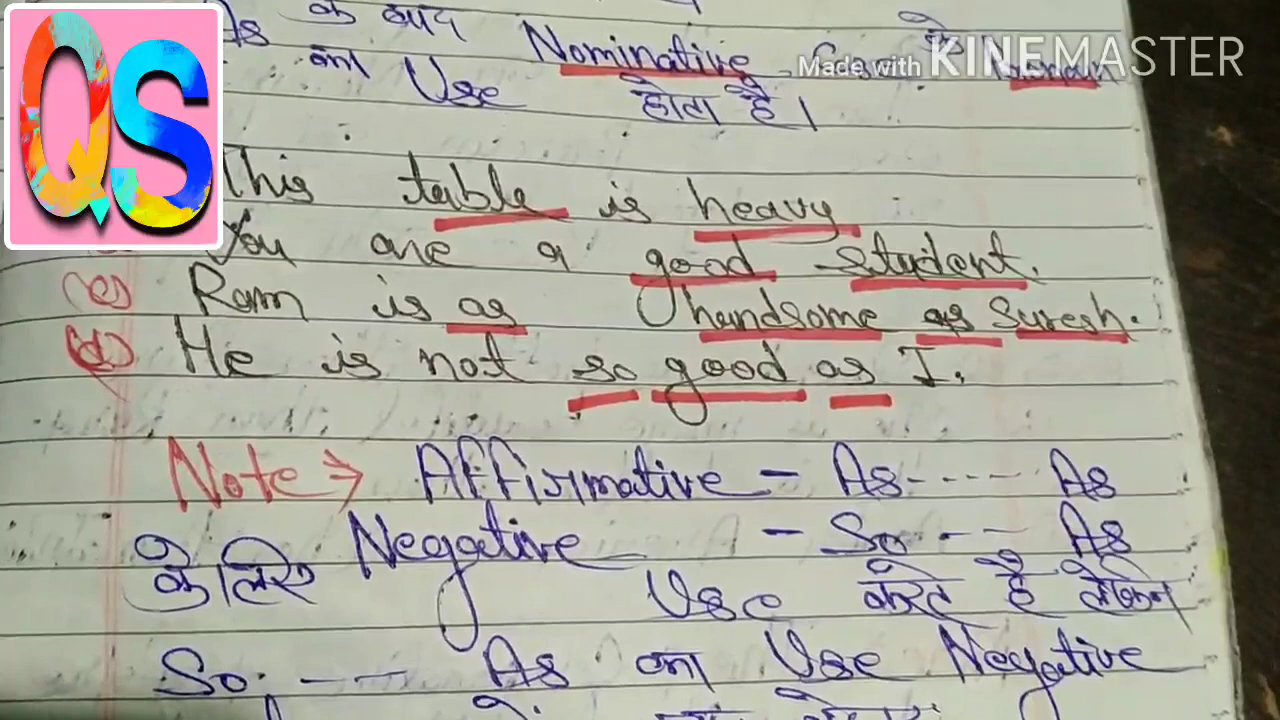 QS
As के बाद Nominative के
का Use होता है।
Made with KINEMASTER
This table is heavy
You are a good student.
(c) Ram is as handsome as Suresh.
(d) He is not so good as I.
Note → Affirmative - As---- As
के लिए Negative - So --- As
Use करते है लेकिन
So ---- As का Use Negative